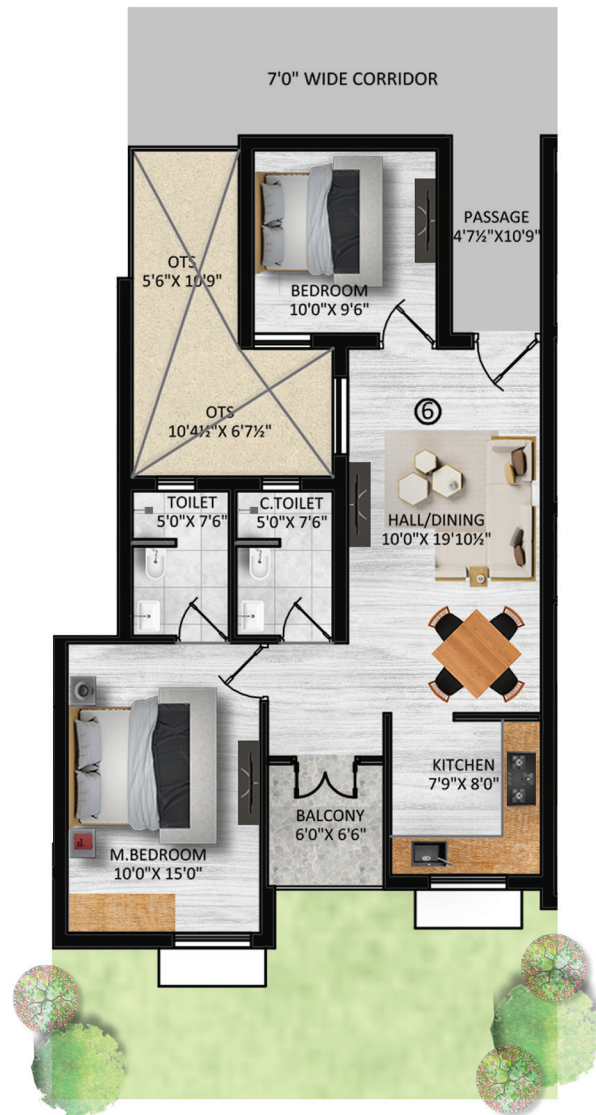 7'0" WIDE CORRIDOR
PASSAGE
4'7½"X10'9"
OTS
5'6"X 10'9"
BEDROOM
10'0"X 9'6"
6
OTS
10'4½"X 6'7½"
TOILET
5'0"X 7'6"
C.TOILET
5'0"X 7'6"
HALL/DINING
10'0"X 19'10½"
KITCHEN
7'9"X 8'0"
BALCONY
6'0"X 6'6"
M.BEDROOM
10'0"X 15'0"